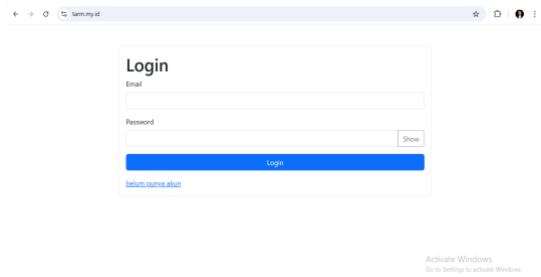 tarm.my.id
Login
Email
Password
Show
Login
belum punya akun
Activate Windows
Go to Settings to activate Windows.